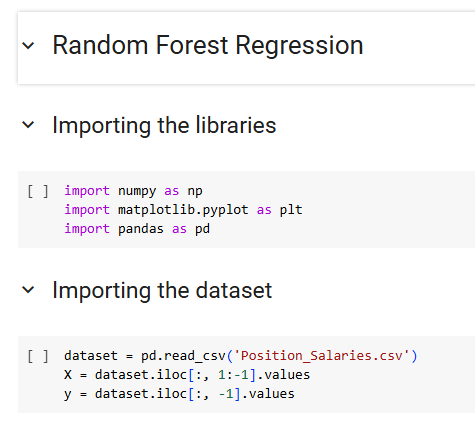 Random Forest Regression
Importing the libraries
[ ] import numpy as np
import matplotlib.pyplot as plt
import pandas as pd
Importing the dataset
[ ] dataset = pd.read_csv('Position_Salaries.csv')
X = dataset.iloc[:, 1:-1].values
y = dataset.iloc[:, -1].values